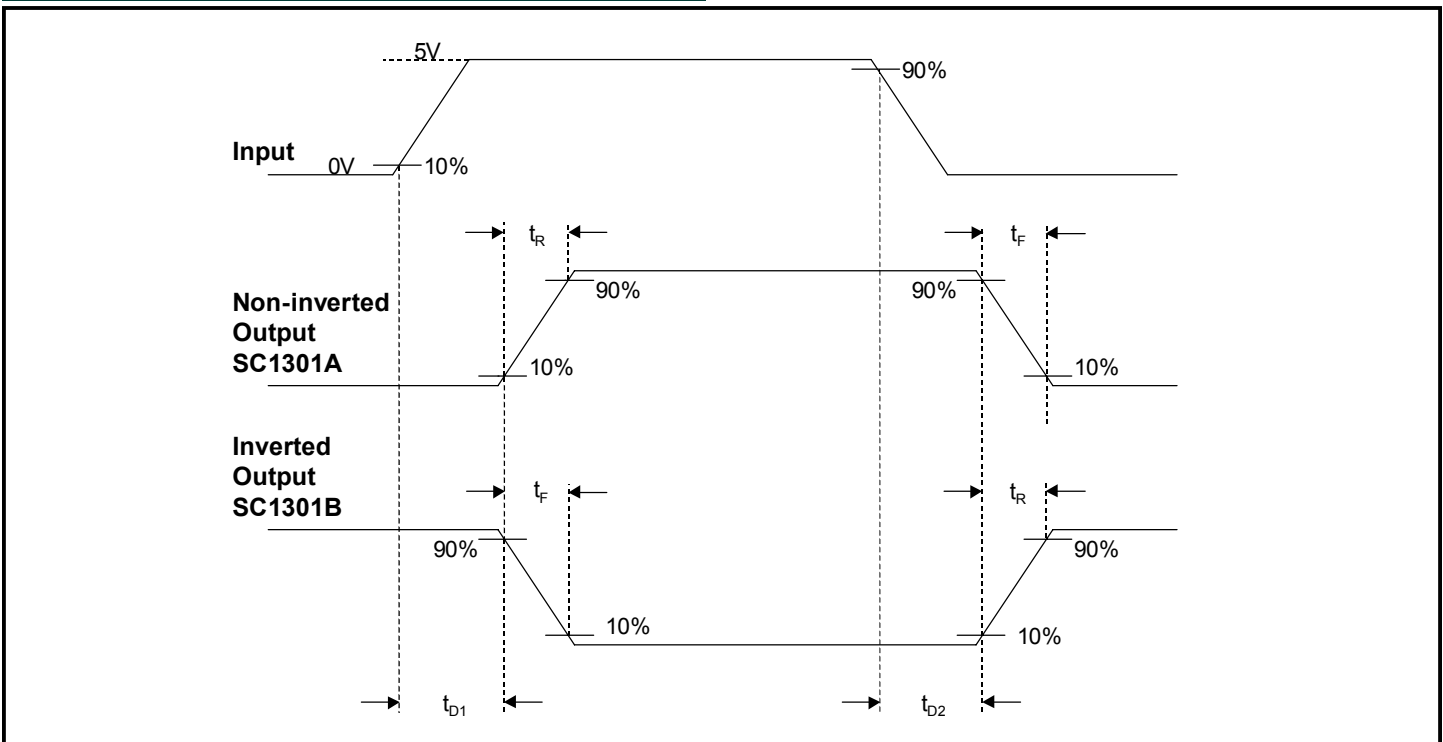 5V
90%
Input
0V
10%
tR
tF
90%
90%
Non-inverted
Output
SC1301A
10%
10%
Inverted
Output
SC1301B
tF
tR
90%
90%
10%
10%
tD1
tD2